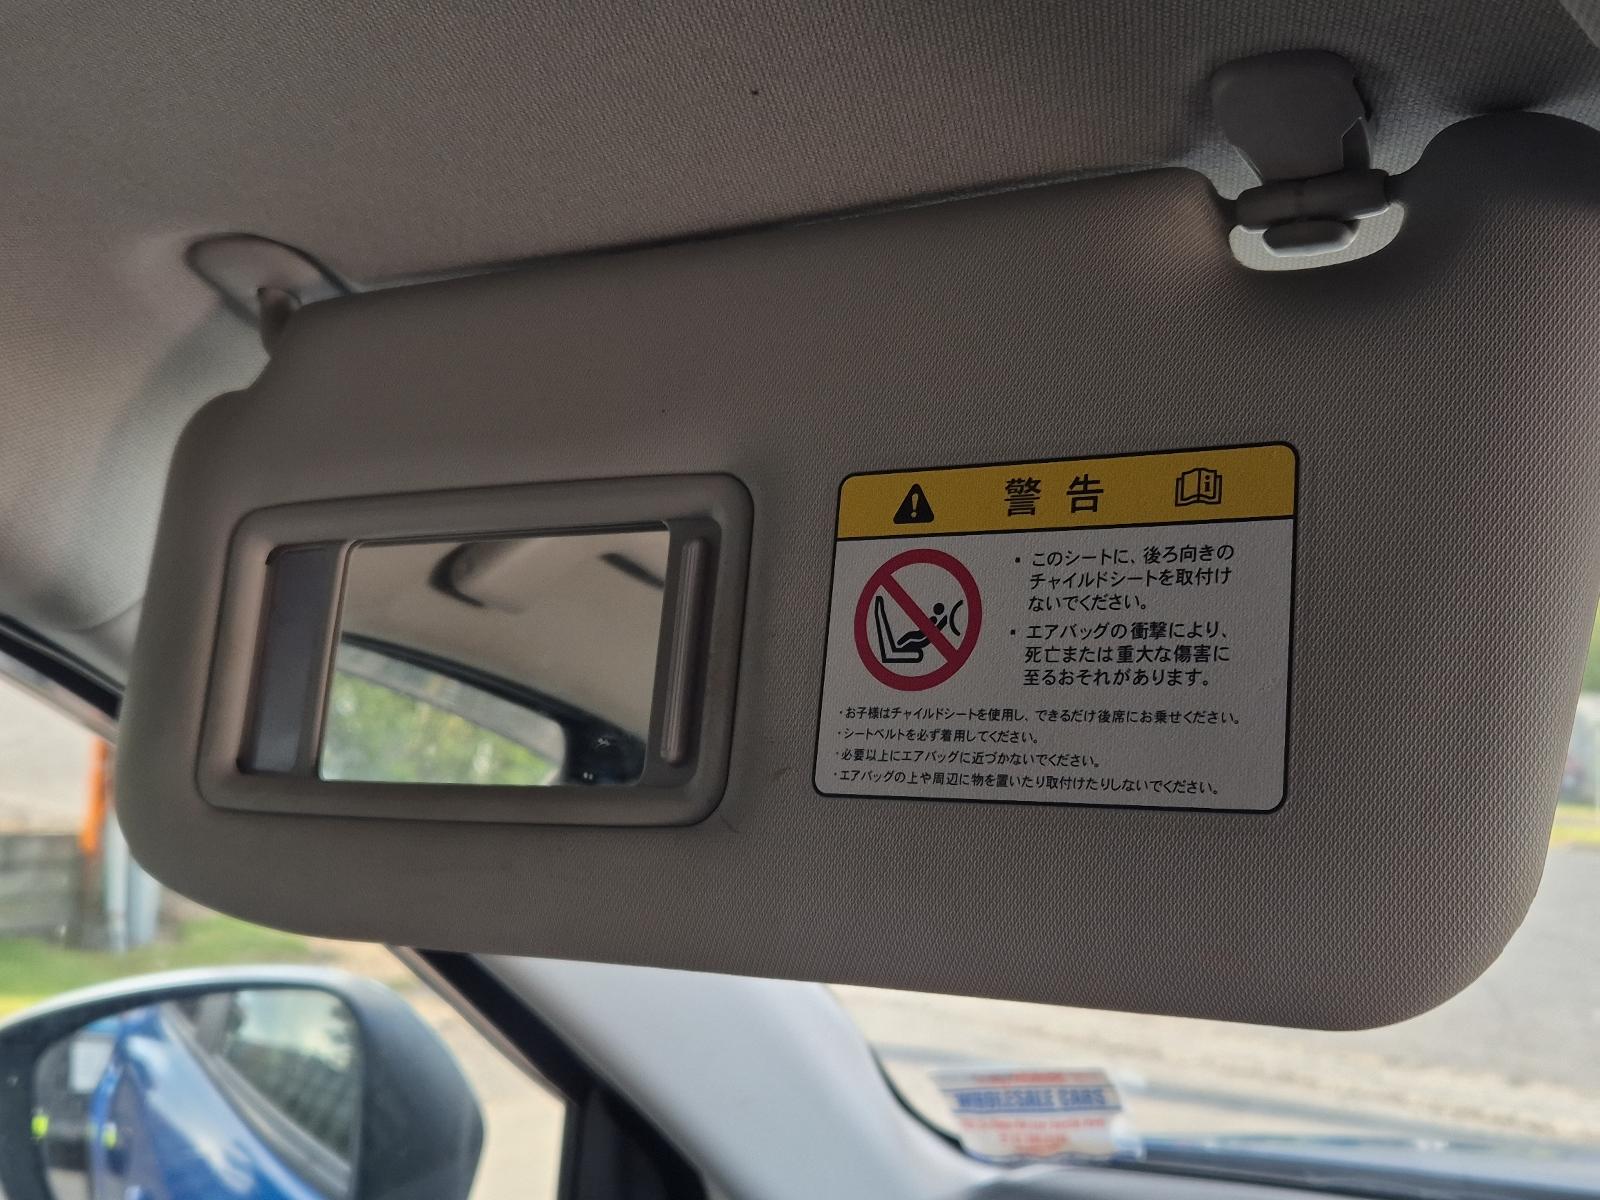 警告
・このシートに、後ろ向きの
チャイルドシートを取付け
ないでください。
・エアバッグの衝撃により、
死亡または重大な傷害に
至るおそれがあります。
・お子様はチャイルドシートを使用し、できるだけ後席にお乗せください。
・シートベルトを必ず着用してください。
・必要以上にエアバッグに近づかないでください。
・エアバッグの上や周辺に物を置いたり取付けたりしないでください。
WHOLESALE CARS